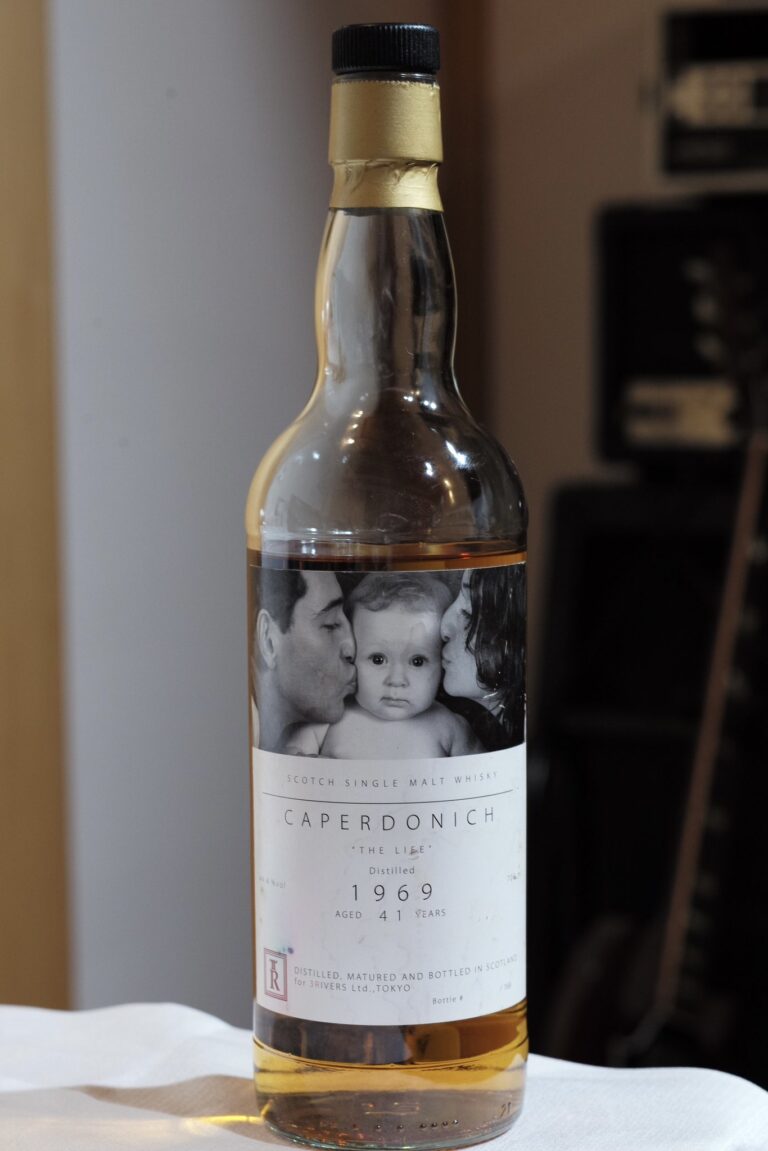 SCOTCH SINGLE MALT WHISKY
CAPERDONICH
"THE LIFE"
Distilled
1969
AGED 41 YEARS
DISTILLED, MATURED AND BOTTLED IN SCOTLAND
for 3RIVERS Ltd.,TOKYO
Bottle #